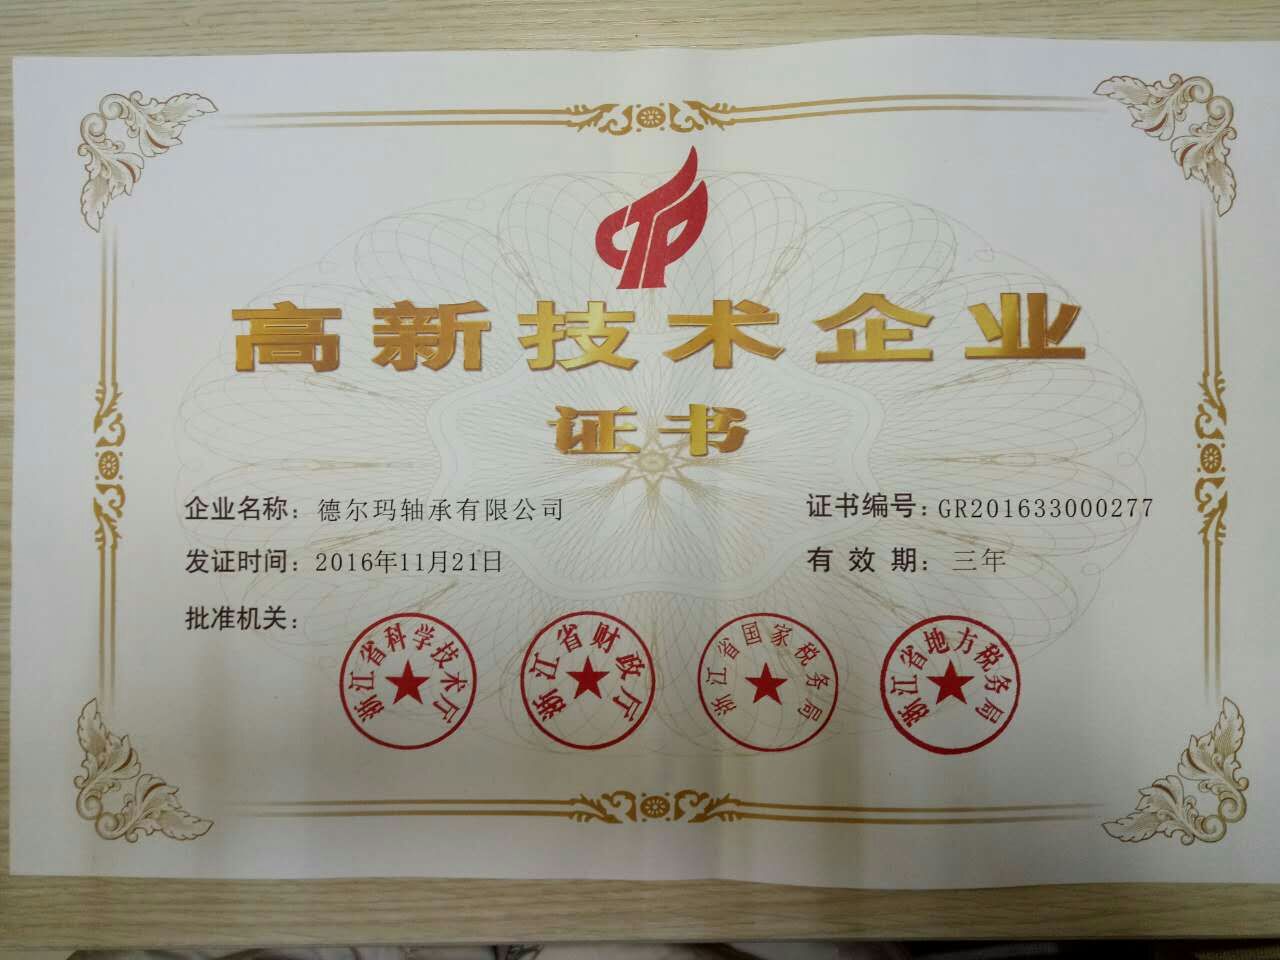 高新技术企业
证书
企业名称：德尔玛轴承有限公司
证书编号：GR201633000277
发证时间：2016年11月21日
有效期：三年
批准机关：
浙江省科学技术厅
浙江省财政厅
浙江省国家税务局
浙江省地方税务局